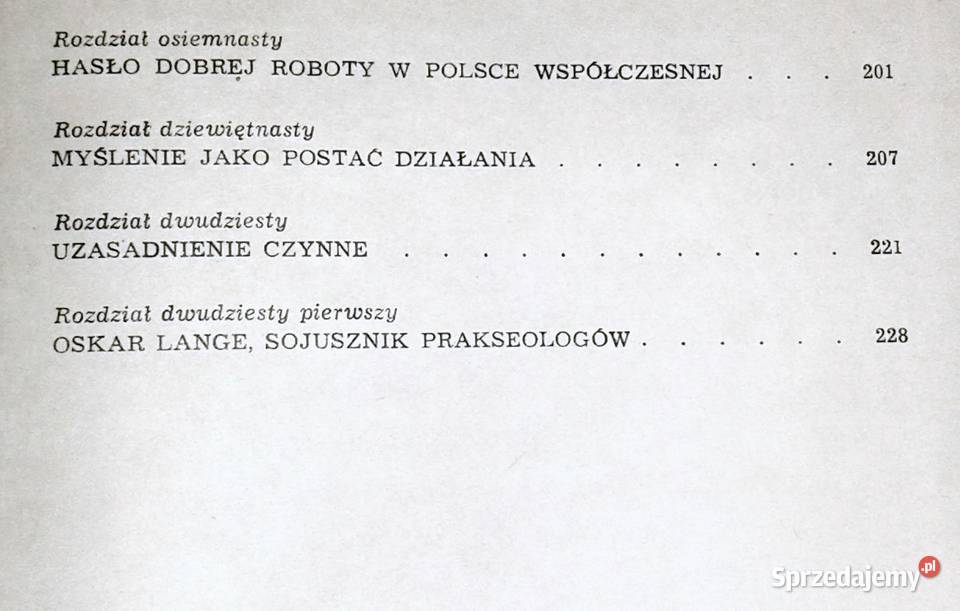 Rozdział osiemnasty
HASŁO DOBREJ ROBOTY W POLSCE WSPÓŁCZESNEJ . . . 201
Rozdział dziewiętnasty
MYŚLENIE JAKO POSTAĆ DZIAŁANIA . . . . . . . . 207
Rozdział dwudziesty
UZASADNIENIE CZYNNE . . . . . . . . . . . . 221
Rozdział dwudziesty pierwszy
OSKAR LANGE, SOJUSZNIK PRAKSEOLOGÓW . . . . . . 228
Sprzedajemy.pl